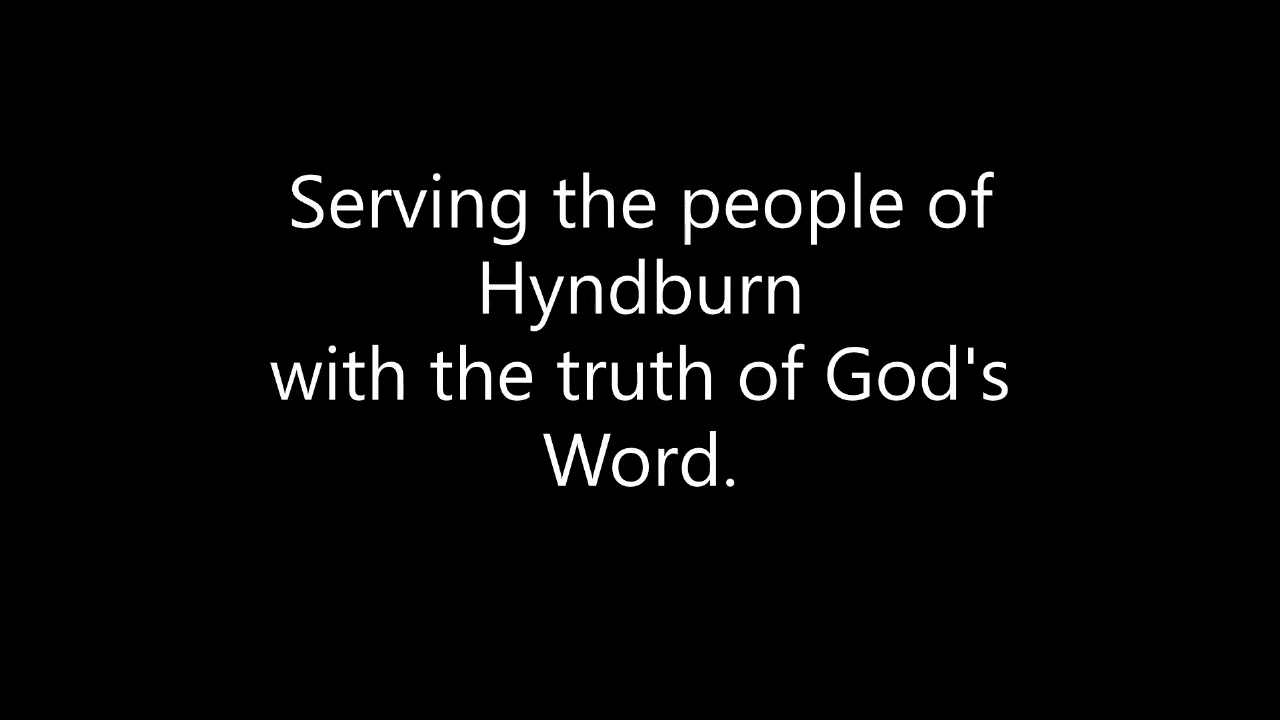 Serving the people of
Hyndburn
with the truth of God's
Word.